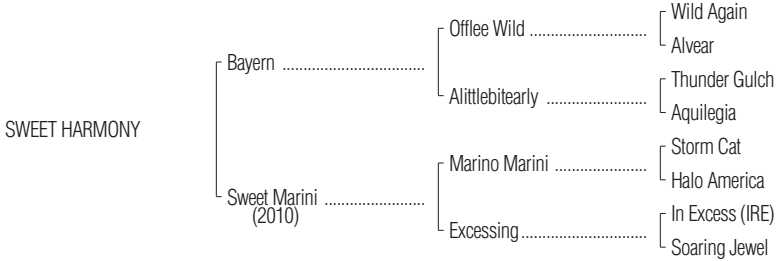 Wild Again
Offlee Wild ..............................
Alvear
Bayern .....................................
Thunder Gulch
Alittlebitearly ..........................
Aquilegia
SWEET HARMONY
Storm Cat
Marino Marini ........................
Halo America
Sweet Marini ..........................
(2010)
In Excess (IRE)
Excessing.................................
Soaring Jewel